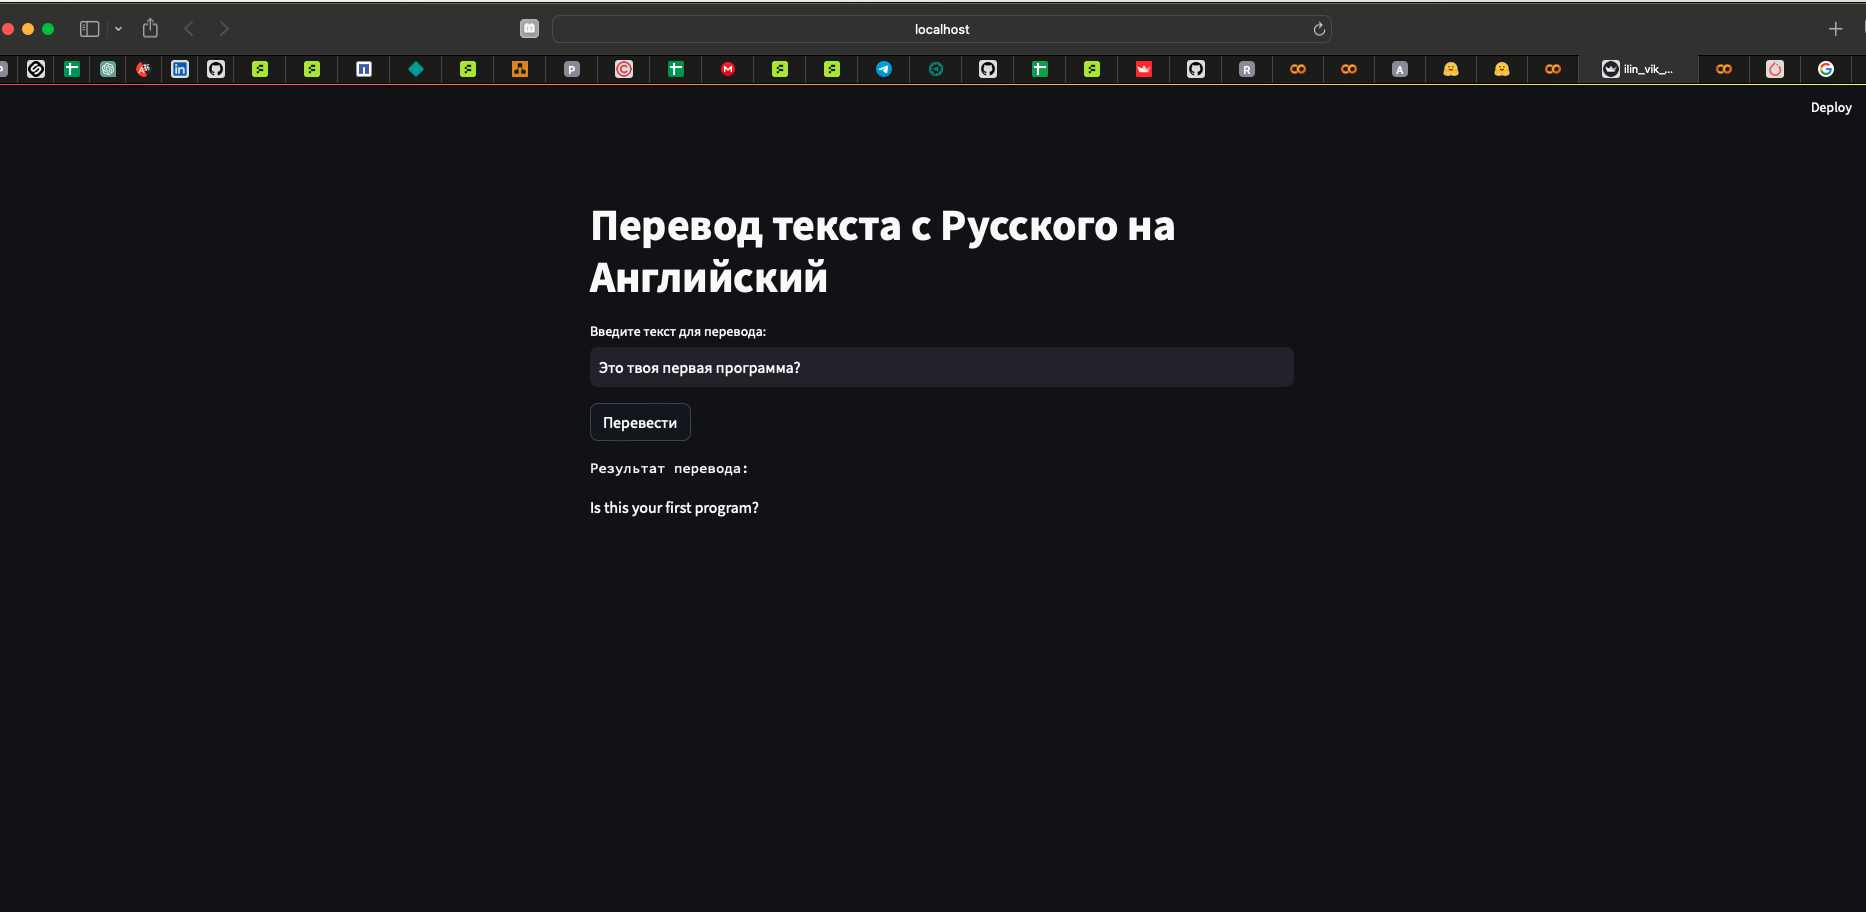 localhost
ilin_vik_...
Deploy
Перевод текста с Русского на
Английский
Введите текст для перевода:
Это твоя первая программа?
Перевести
Результат перевода:
Is this your first program?